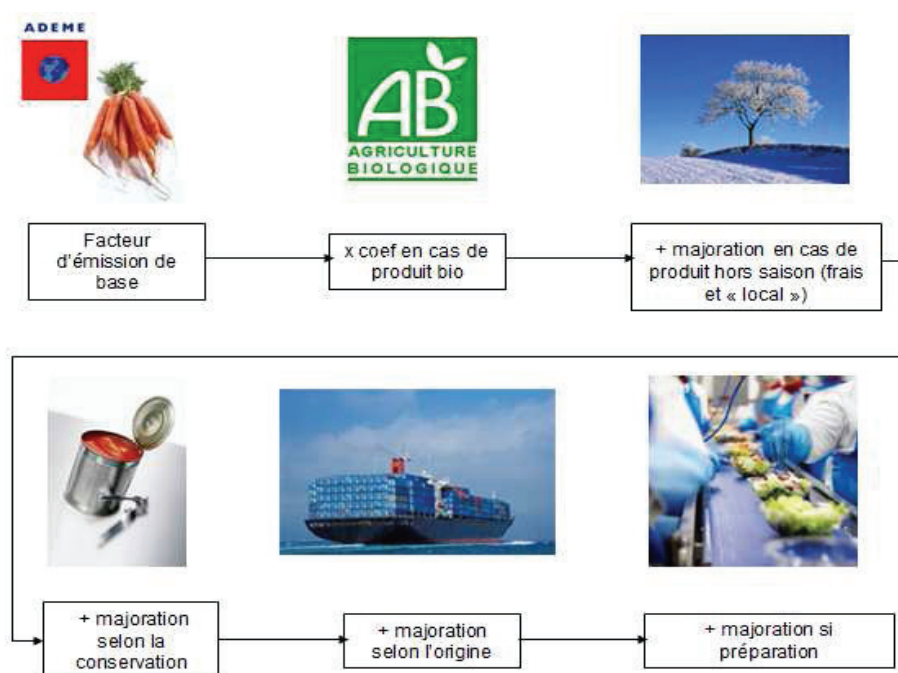 ADEME
AB
AGRICULTURE
BIOLOGIQUE
Facteur
d'émission de
base
x coef en cas de
produit bio
+ majoration en cas de
produit hors saison (frais
et « local »)
+ majoration
selon la
conservation
+ majoration
selon l'origine
+ majoration si
préparation